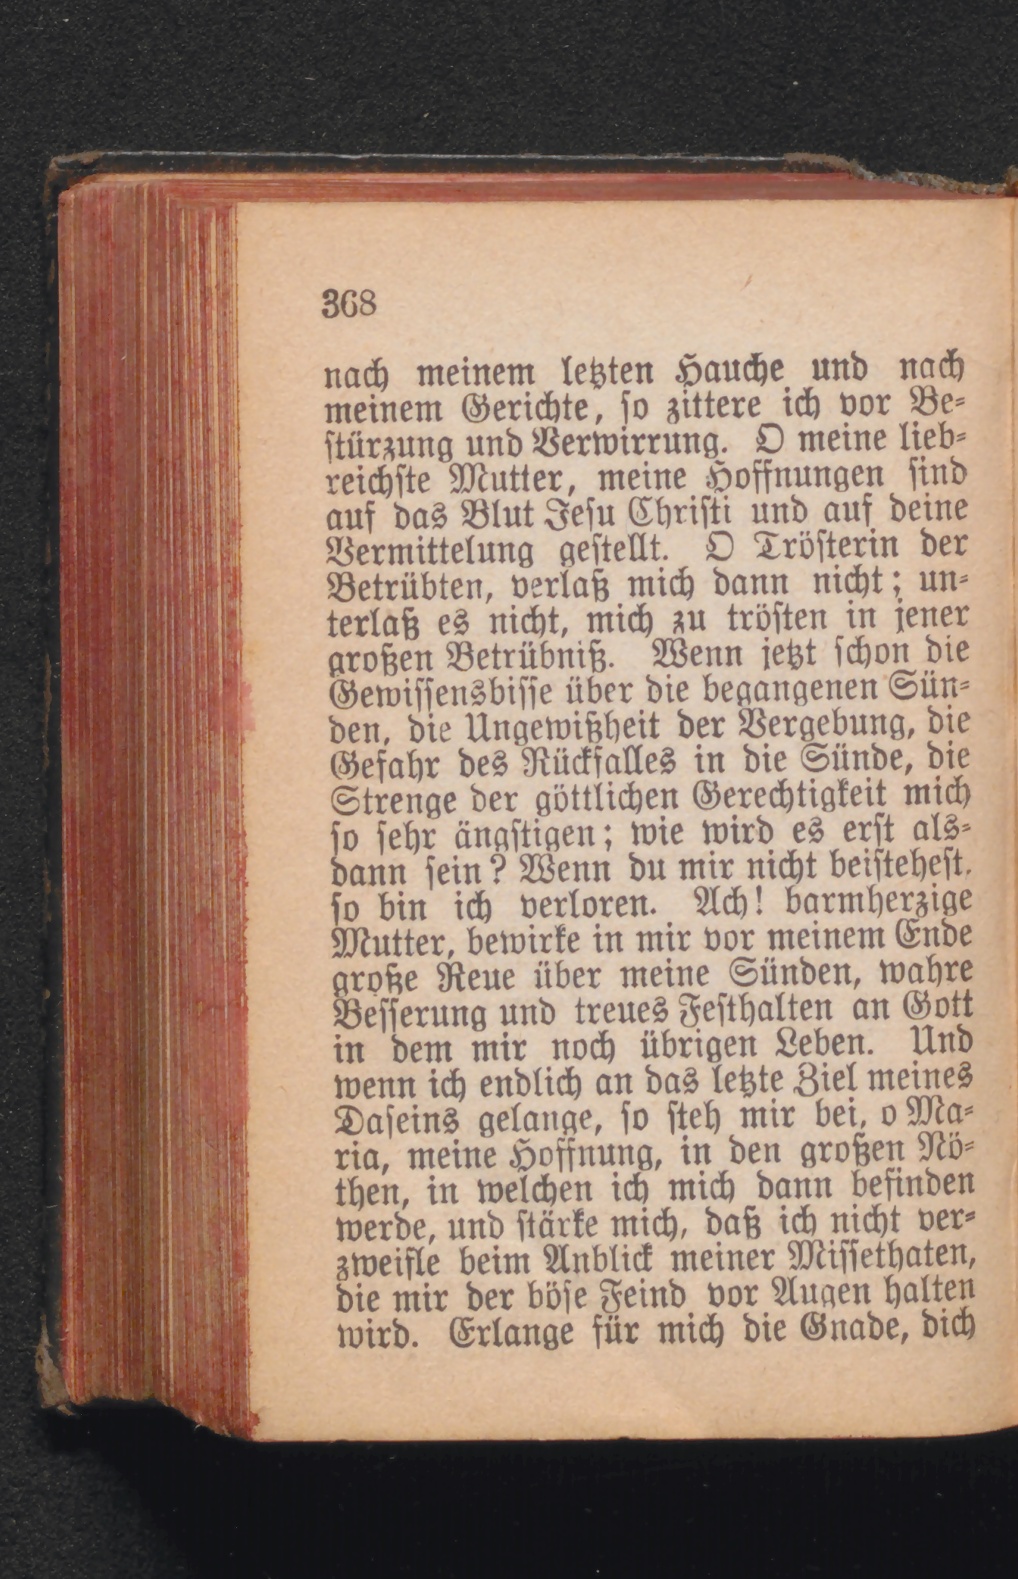 368
nach meinem letzten Hauche und nach
meinem Gerichte, so zittere ich vor Be-
stürzung und Verwirrung. O meine lieb-
reichste Mutter, meine Hoffnungen sind
auf das Blut Jesu Christi und auf deine
Vermittelung gestellt. O Trösterin der
Betrübten, verlaß mich dann nicht; un-
terlaß es nicht, mich zu trösten in jener
großen Betrübniß. Wenn jetzt schon die
Gewissensbisse über die begangenen Sün-
den, die Ungewißheit der Vergebung, die
Gefahr des Rückfalles in die Sünde, die
Strenge der göttlichen Gerechtigkeit mich
so sehr ängstigen; wie wird es erst als-
dann sein? Wenn du mir nicht beistehest.
so bin ich verloren. Ach! barmherzige
Mutter, bewirke in mir vor meinem Ende
große Reue über meine Sünden, wahre
Besserung und treues Festhalten an Gott
in dem mir noch übrigen Leben. Und
wenn ich endlich an das letzte Ziel meines
Daseins gelange, so steh mir bei, o Ma-
ria, meine Hoffnung, in den großen Nö-
then, in welchen ich mich dann befinden
werde, und stärke mich, daß ich nicht ver-
zweifle beim Anblick meiner Missethaten,
die mir der böse Feind vor Augen halten
wird. Erlange für mich die Gnade, dich